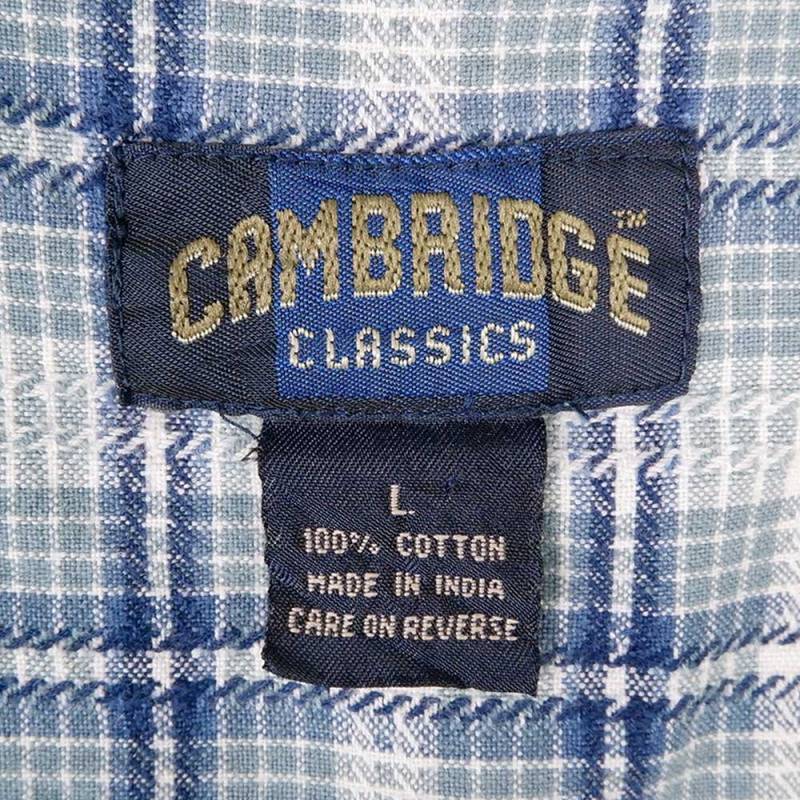 CAMBRIDGE™
CLASSICS
L
100% COTTON
MADE IN INDIA
CARE ON REVERSE